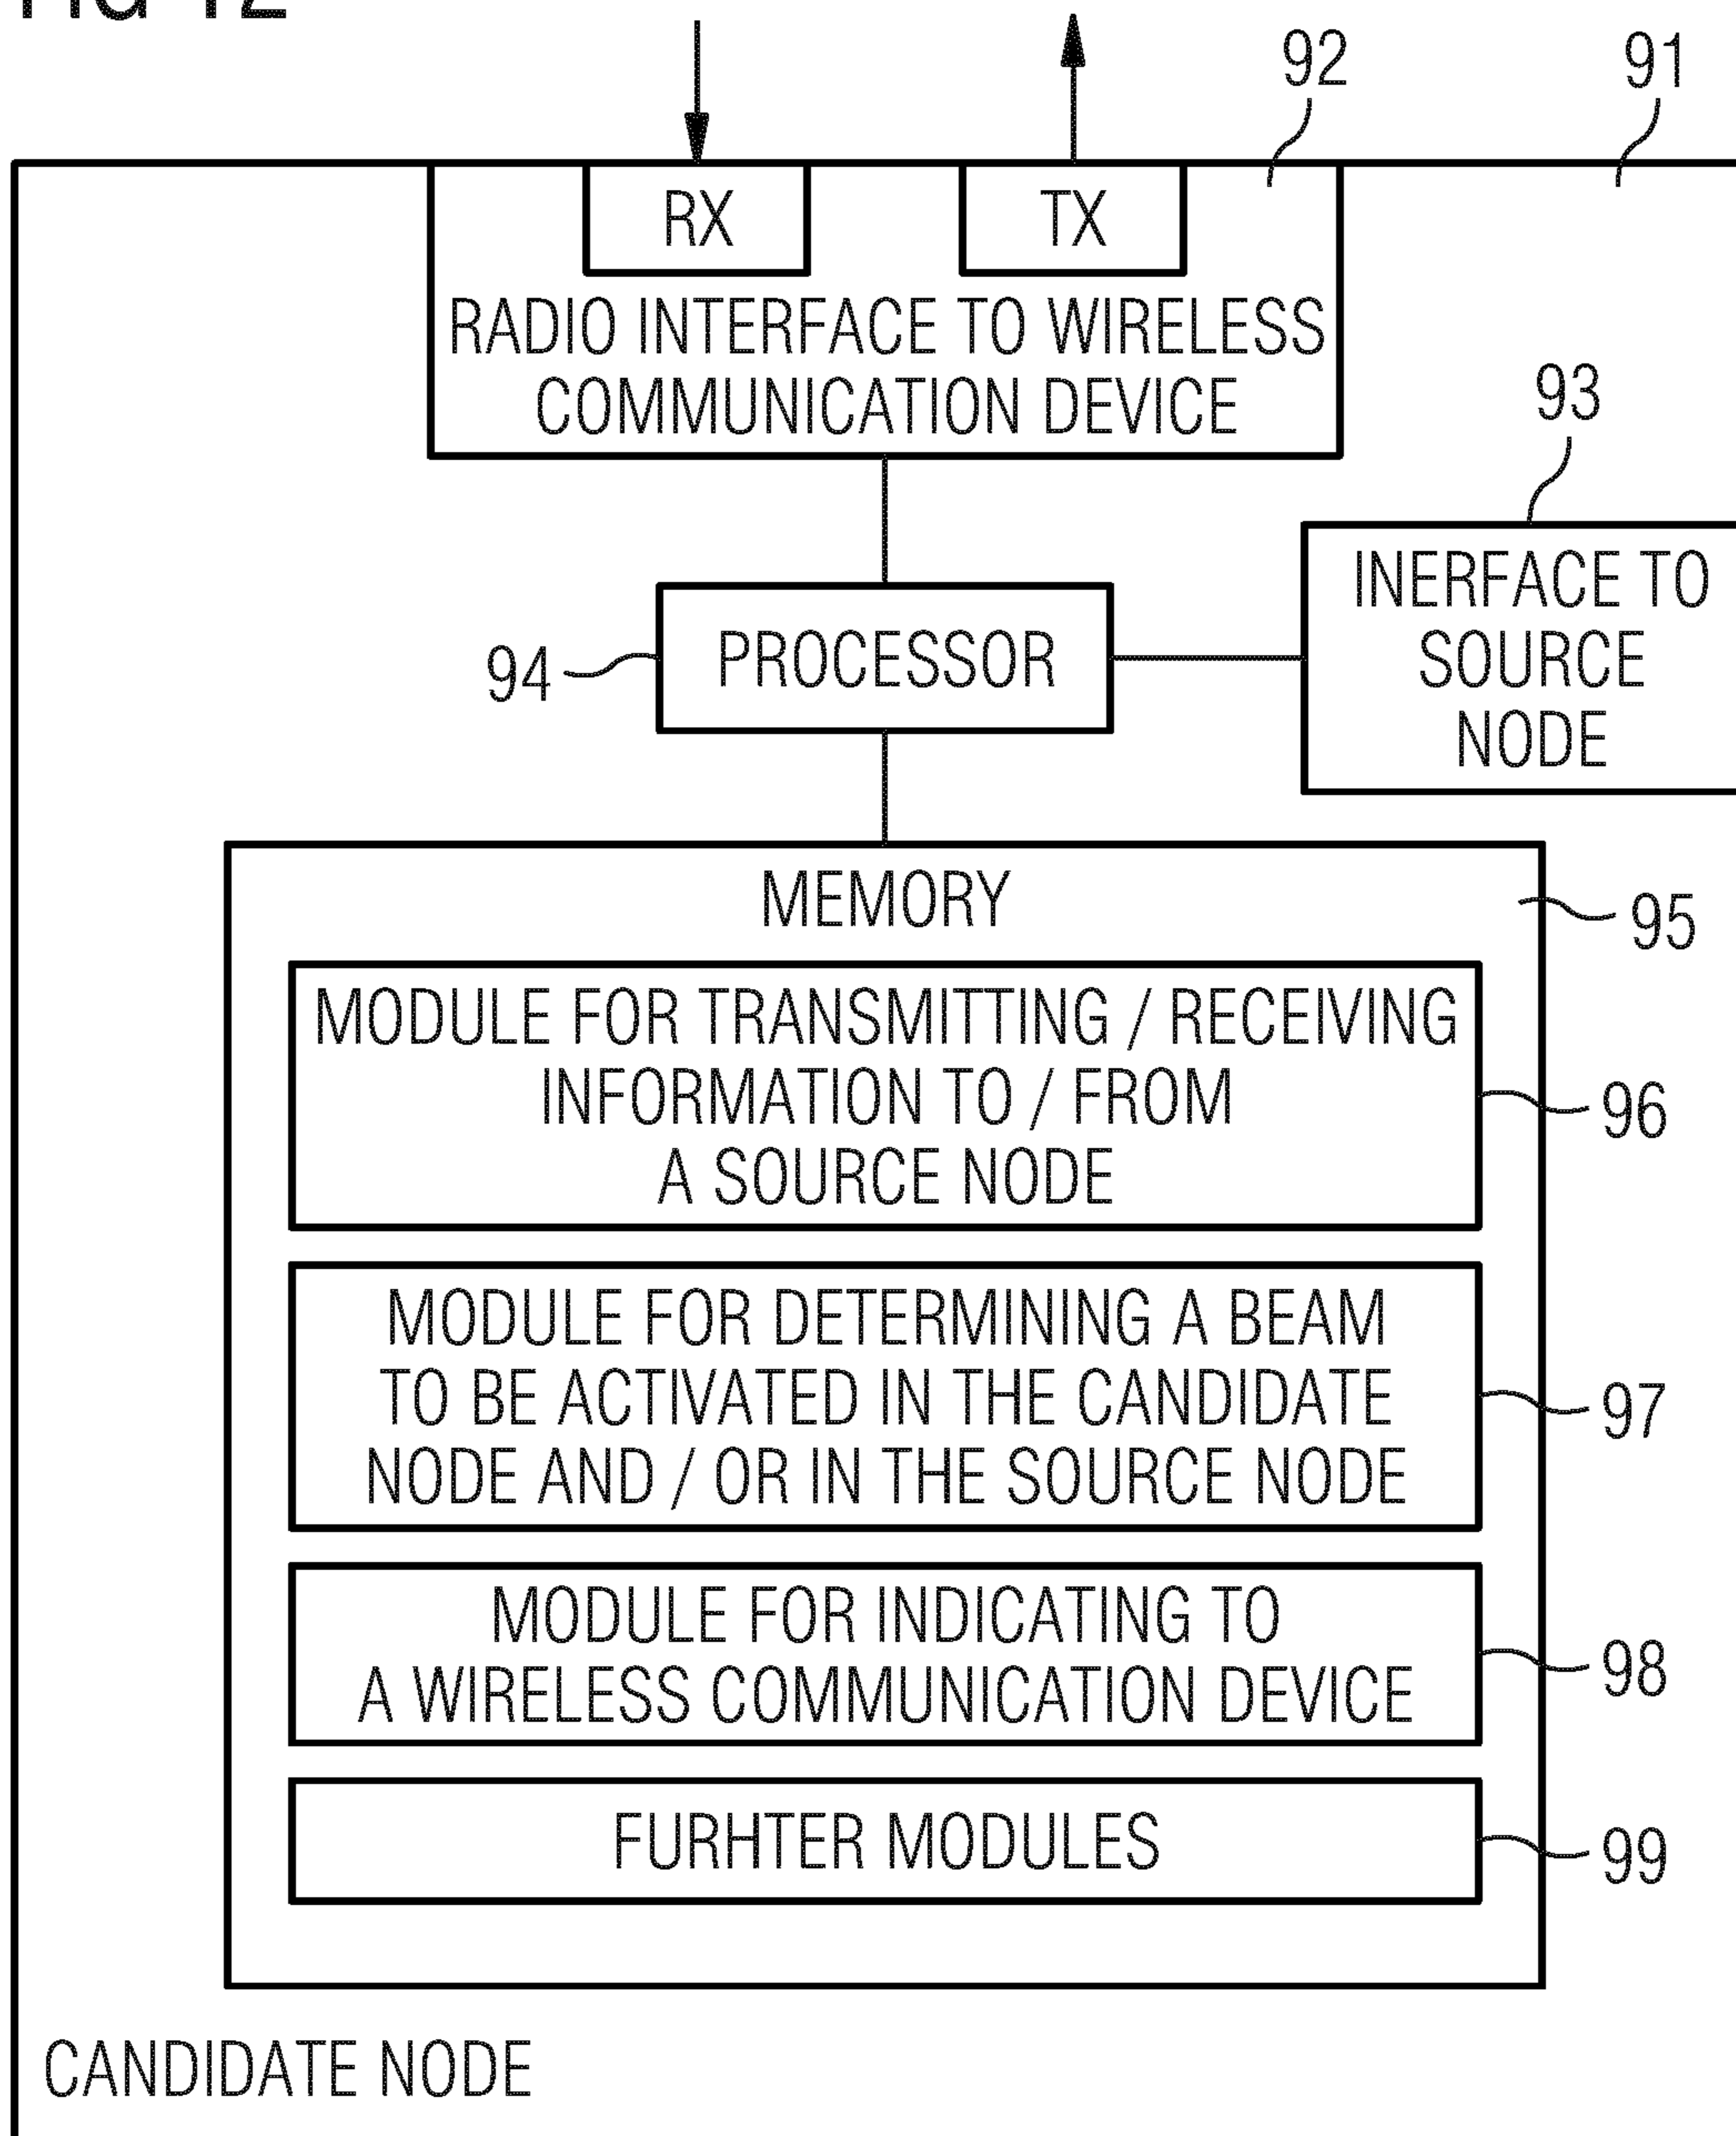 FIG 12
92
91
RX
TX
RADIO INTERFACE TO WIRELESS
COMMUNICATION DEVICE
93
INERFACE TO
SOURCE
NODE
94
PROCESSOR
MEMORY
95
MODULE FOR TRANSMITTING / RECEIVING
INFORMATION TO / FROM
A SOURCE NODE
96
MODULE FOR DETERMINING A BEAM
TO BE ACTIVATED IN THE CANDIDATE
NODE AND / OR IN THE SOURCE NODE
97
MODULE FOR INDICATING TO
A WIRELESS COMMUNICATION DEVICE
98
FURHTER MODULES
99
CANDIDATE NODE